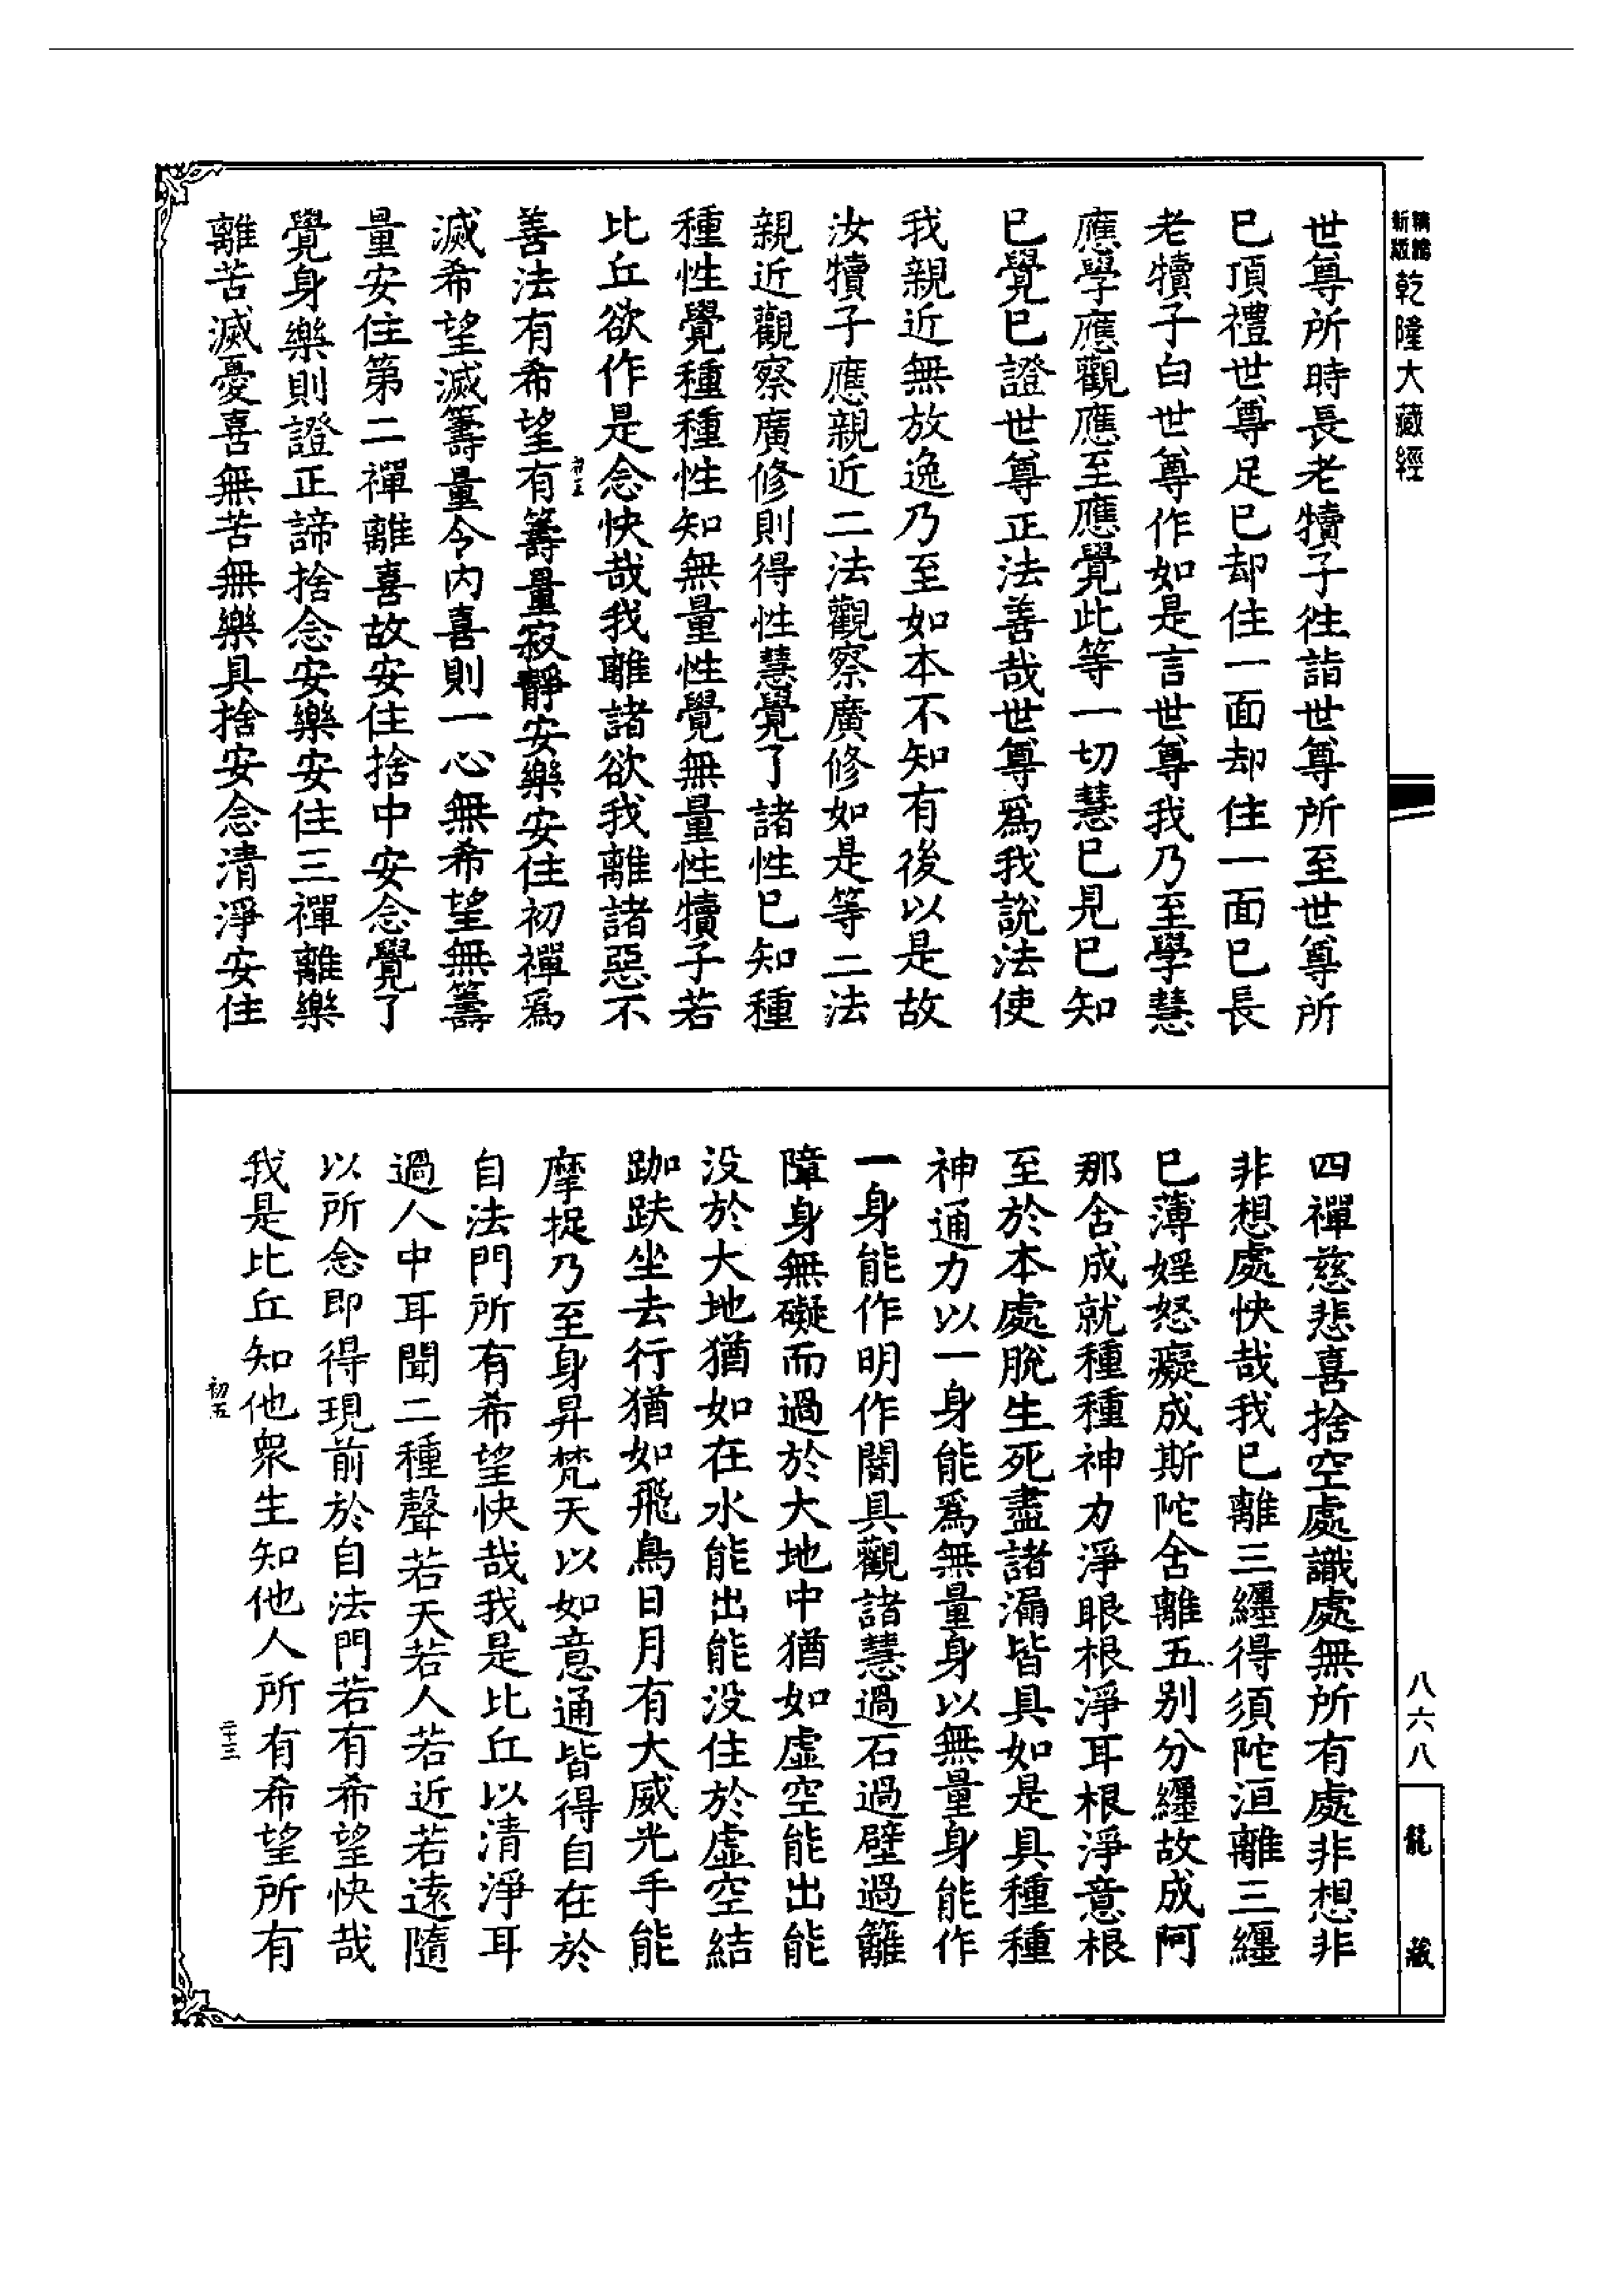 新版
精縮
乾隆大藏經
世尊所時長老犢子徃詣世尊所至世尊所
已頂禮世尊足已却住一面却住一面已長
老犢子白世尊作如是言世尊我乃至學慧
應學應觀應至應覺此等一切慧已見已知
已覺已證世尊正法善哉世尊爲我說法使
我親近無放逸乃至如本不知有後以是故
汝犢子應親近二法觀察廣修如是等二法
親近觀察廣修則得性慧覺了諸性已知種
種性覺種種性知無量性覺無量性犢子若
比丘欲作是念快哉我離諸欲我離諸惡不
善法有希望有籌量寂靜安樂安住初禪爲
滅希望滅籌量今內喜則一心無希望無籌
量安住第二禪離喜故安住捨中安念覺了
覺身樂則證正諦捨念安樂安住三禪離樂
離苦滅憂喜無苦無樂具捨安念清淨安住
四禪慈悲喜捨空處識處無所有處非想非
非想處快哉我已離三纏得須陀洹離三纏
已薄婬怒癡成斯陀含離五別分纏故成阿
那含成就種種神力淨眼根淨耳根淨意根
至於本處脫生死盡諸漏皆具如是具種種
神通力以一身能爲無量身以無量身能作
一身能作明作闇具觀諸慧過石過壁過籬
障身無礙而過於大地中猶如虛空能出能
没於大地猶如在水能出能没住於虛空結
跏趺坐去行猶如飛鳥日月有大威光手能
摩捉乃至身昇梵天以如意通皆得自在於
自法門所有希望快哉我是比丘以清淨耳
過人中耳聞二種聲若天若人若近若遠隨
以所念即得現前於自法門若有希望快哉
我是比丘知他衆生知他人所有希望所有
初五
二十三
八六八
龍藏